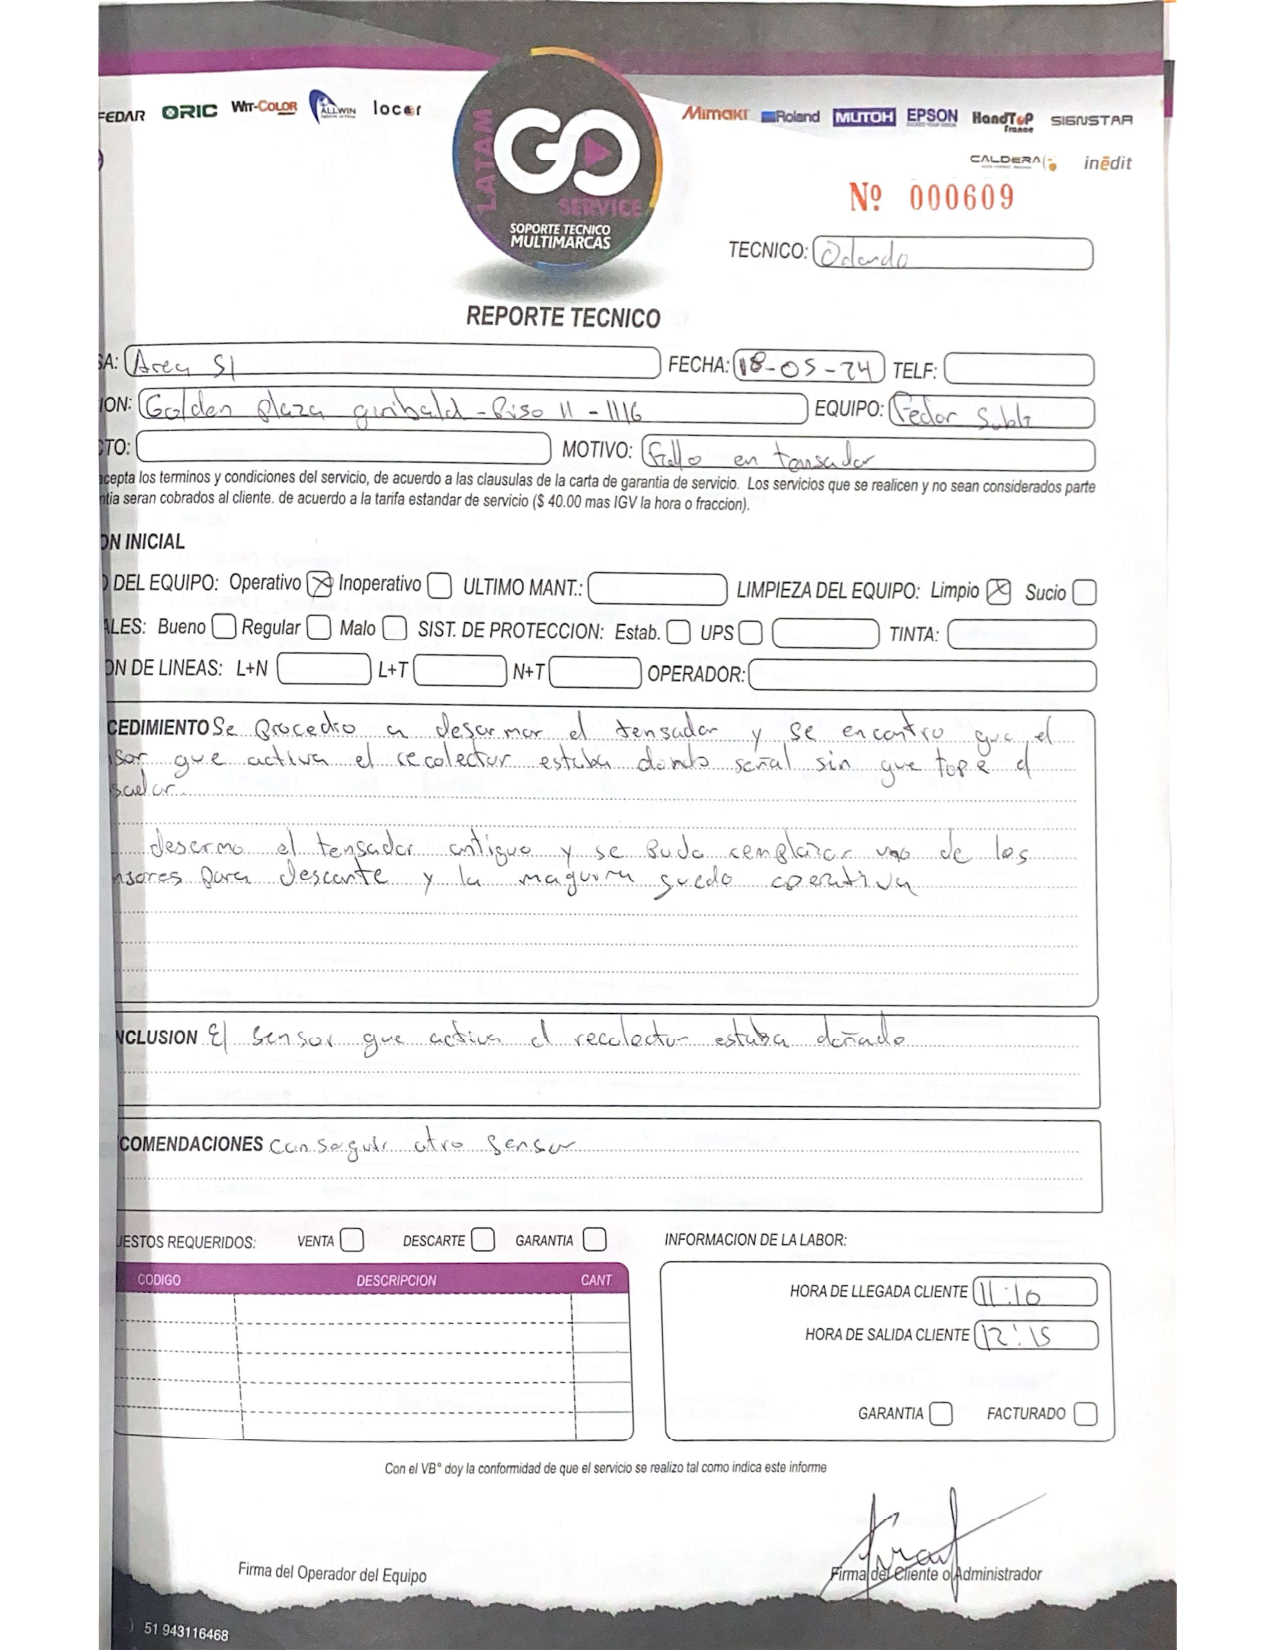 FEDAR ORIC WIT-COLOR ALLWIN locor
MIMAKI Roland MUTOH EPSON HandTop France SIGNSTAR
CALDERA inēdit
LATAM GO SERVICE
SOPORTE TECNICO
MULTIMARCAS
Nº 000609
TECNICO: Orlando
REPORTE TECNICO
SA: Area 51 FECHA: 18-05-24 TELF:
ION: Golden plaza garibaldi - Piso 11 - 1116 EQUIPO: Fedar Subli
CTO: MOTIVO: Fallo en tensador
acepta los terminos y condiciones del servicio, de acuerdo a las clausulas de la carta de garantia de servicio. Los servicios que se realicen y no sean considerados parte
ntia seran cobrados al cliente. de acuerdo a la tarifa estandar de servicio ($ 40.00 mas IGV la hora o fraccion).
ON INICIAL
O DEL EQUIPO: Operativo Inoperativo ULTIMO MANT.: LIMPIEZA DEL EQUIPO: Limpio Sucio
ALES: Bueno Regular Malo SIST. DE PROTECCION: Estab. UPS TINTA:
ON DE LINEAS: L+N L+T N+T OPERADOR:
CEDIMIENTO Se procedio a desarmar el tensador y se encontro que el
sor que activa el recolector estaba dando señal sin que tope el
sador.
desarmo el tensador antiguo y se pudo remplazar uno de los
nsores para descarte y la maquina quedo operativa
NCLUSION El sensor que activa el recolector estaba dañado
COMENDACIONES Conseguir otro sensor
UESTOS REQUERIDOS: VENTA DESCARTE GARANTIA INFORMACION DE LA LABOR:
CODIGO DESCRIPCION CANT.
HORA DE LLEGADA CLIENTE 11:10
HORA DE SALIDA CLIENTE 12:15
GARANTIA FACTURADO
Con el VB° doy la conformidad de que el servicio se realizo tal como indica este informe
Firma del Operador del Equipo Firma del Cliente o Administrador
51 943116468